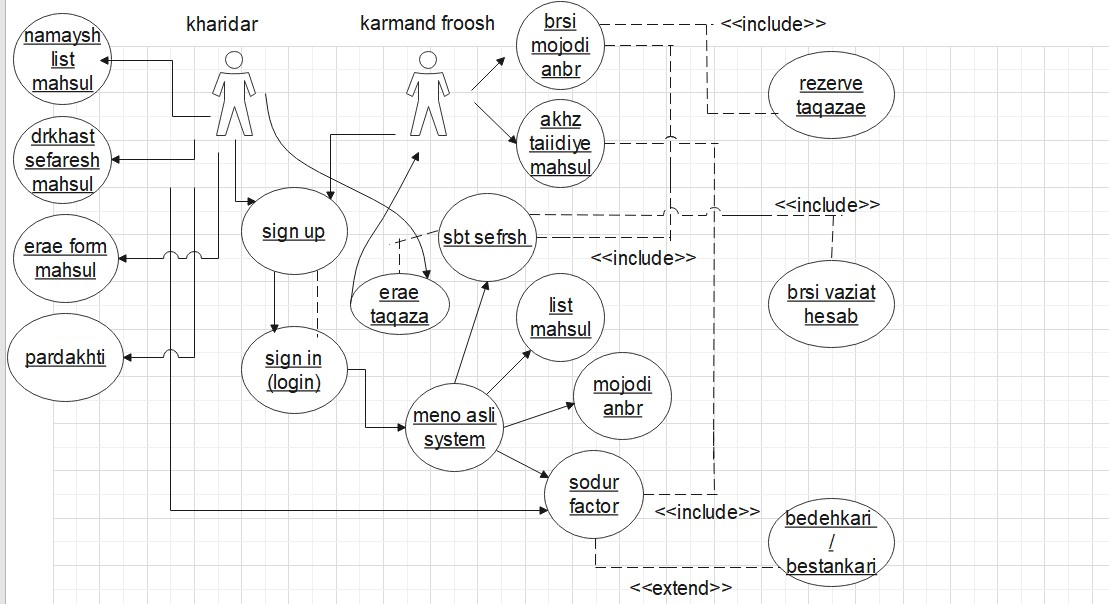 kharidar
karmand froosh
namaysh
list
mahsul
brsi
mojodi
anbr
<<include>>
rezerve
taqazae
drkhast
sefaresh
mahsul
akhz
taiidiye
mahsul
<<include>>
sign up
sbt sefrsh
erae form
mahsul
<<include>>
erae
taqaza
list
mahsul
brsi vaziat
hesab
pardakhti
sign in
(login)
mojodi
anbr
meno asli
system
sodur
factor
<<include>>
bedehkari
/
bestankari
<<extend>>